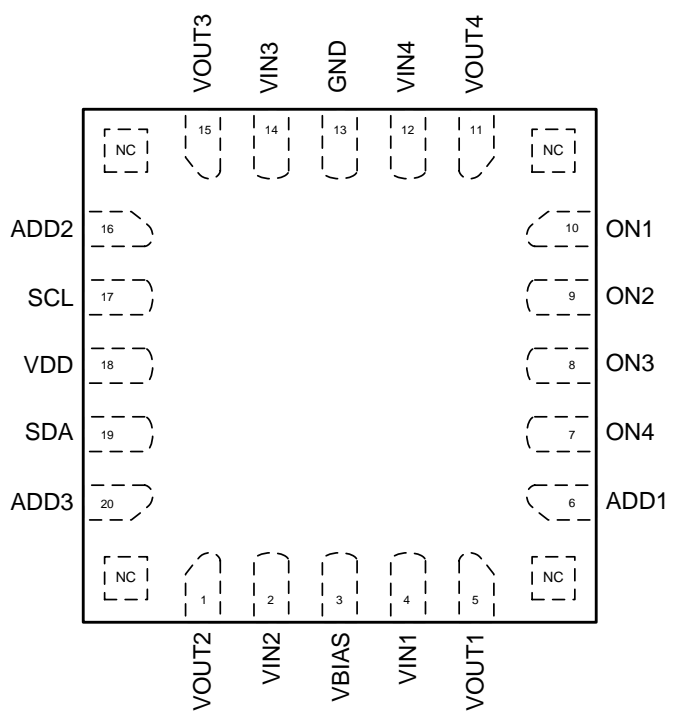 VOUT3
VIN3
GND
VIN4
VOUT4
NC
15
14
13
12
11
NC
ADD2
16
10
ON1
SCL
17
9
ON2
VDD
18
8
ON3
SDA
19
7
ON4
ADD3
20
6
ADD1
NC
1
2
3
4
5
NC
VOUT2
VIN2
VBIAS
VIN1
VOUT1